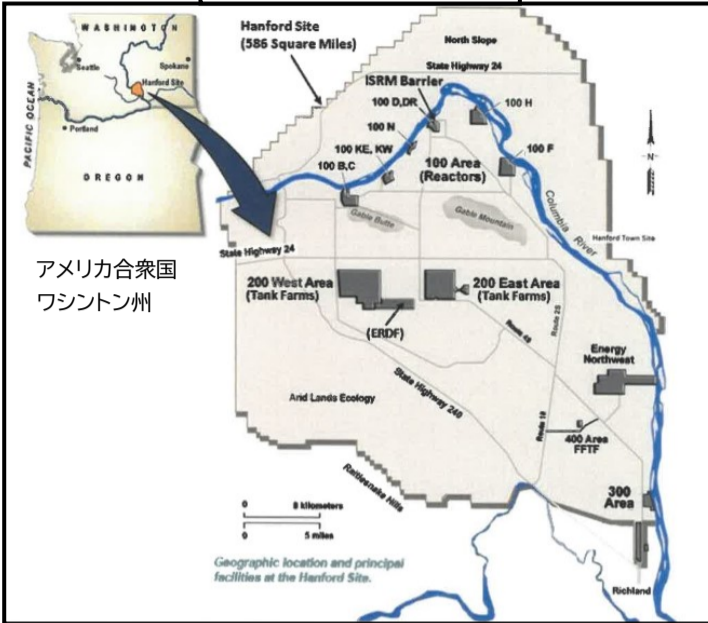 WASHINGTON
Seattle
Spokane
Hanford Site
Portland
PACIFIC OCEAN
OREGON
アメリカ合衆国
ワシントン州
Hanford Site
(586 Square Miles)
North Slope
State Highway 24
ISRM Barrier
100 D,DR
100 H
100 N
100 KE, KW
100 F
100 B,C
100 Area
(Reactors)
N
Gable Butte
Gable Mountain
Columbia
River
Hanford Town Site
State Highway 24
200 West Area
(Tank Farms)
200 East Area
(Tank Farms)
(ERDF)
Route 2S
Route 4S
Energy
Northwest
State Highway 240
Arid Lands Ecology
Route 10
400 Area
FFTF
Rattlesnake Hills
300
Area
0 8 kilometers
0 5 miles
Geographic location and principal
facilities at the Hanford Site.
Richland